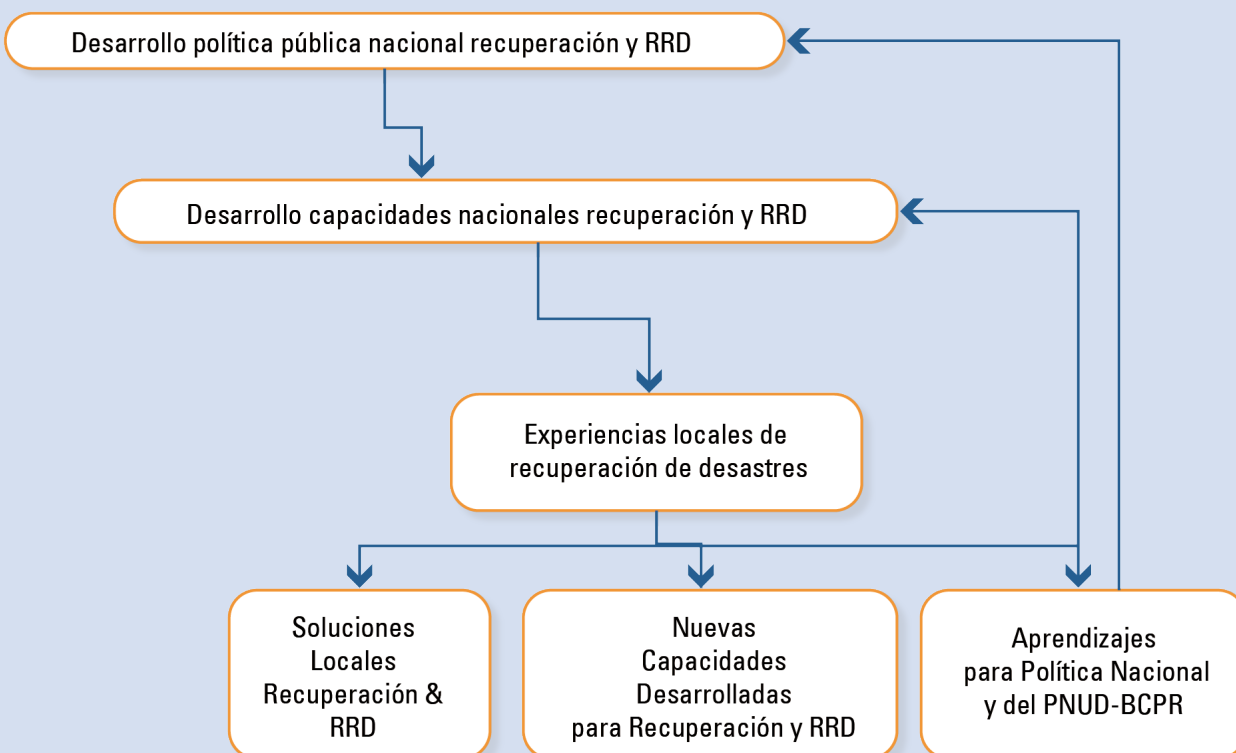 Desarrollo política pública nacional recuperación y RRD
Desarrollo capacidades nacionales recuperación y RRD
Experiencias locales de
recuperación de desastres
Soluciones
Locales
Recuperación &
RRD
Nuevas
Capacidades
Desarrolladas
para Recuperación y RRD
Aprendizajes
para Política Nacional
y del PNUD-BCPR